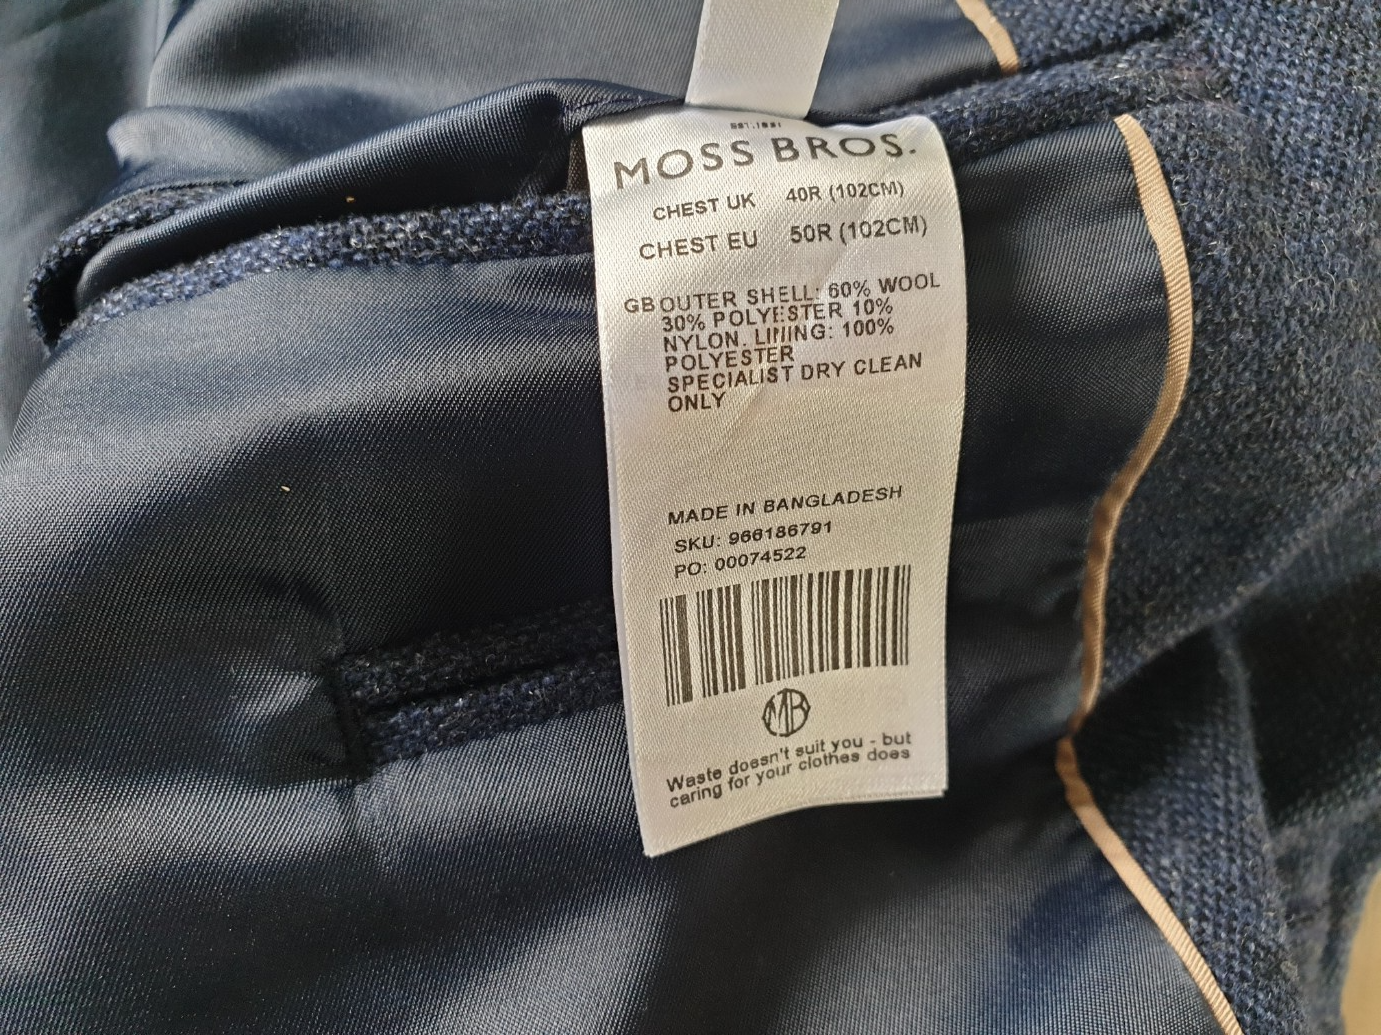 EST.1851
MOSS BROS.
CHEST UK 40R (102CM)
CHEST EU 50R (102CM)
GB OUTER SHELL: 60% WOOL
30% POLYESTER 10%
NYLON. LINING: 100%
POLYESTER
SPECIALIST DRY CLEAN
ONLY
MADE IN BANGLADESH
SKU: 966186791
PO: 00074522
MB
Waste doesn't suit you - but
caring for your clothes does